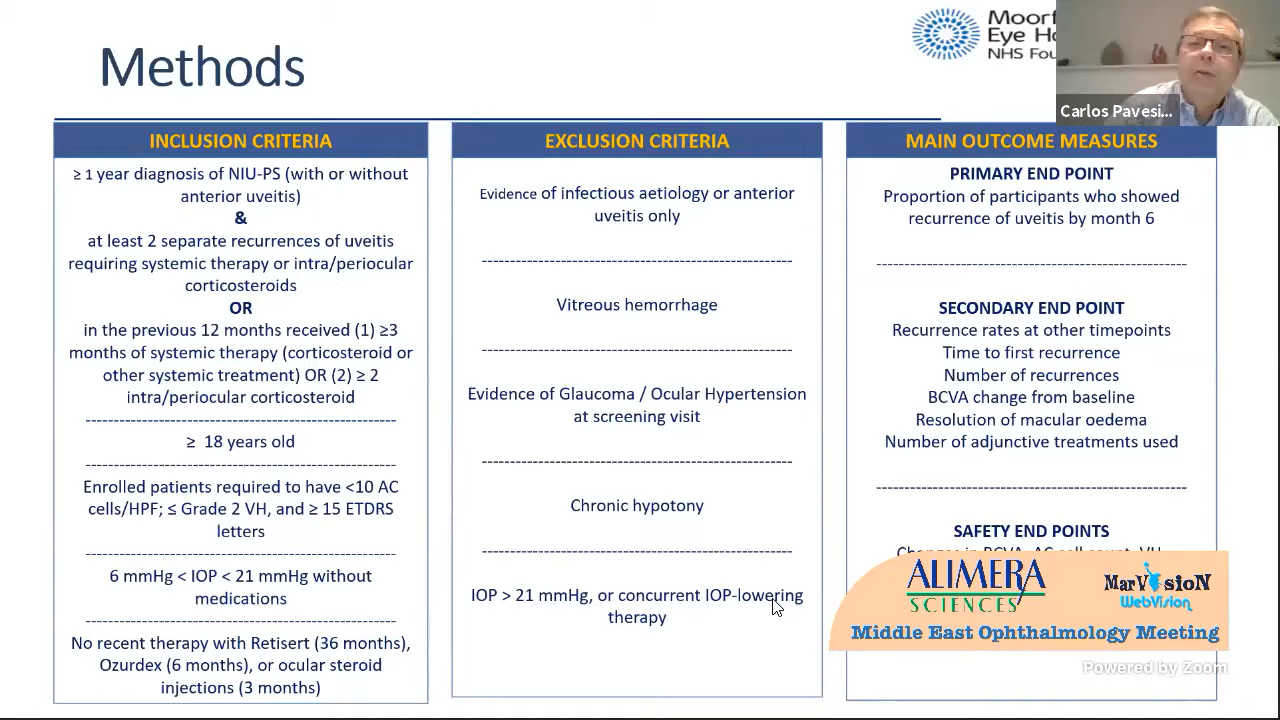 Methods
Moorf
Eye Ho
NHS Fou
Carlos Pavesi...
INCLUSION CRITERIA
≥ 1 year diagnosis of NIU-PS (with or without
anterior uveitis)
&
at least 2 separate recurrences of uveitis
requiring systemic therapy or intra/periocular
corticosteroids
OR
in the previous 12 months received (1) ≥3
months of systemic therapy (corticosteroid or
other systemic treatment) OR (2) ≥ 2
intra/periocular corticosteroid
--------------------------------------------------------
≥ 18 years old
--------------------------------------------------------
Enrolled patients required to have <10 AC
cells/HPF; ≤ Grade 2 VH, and ≥ 15 ETDRS
letters
--------------------------------------------------------
6 mmHg < IOP < 21 mmHg without
medications
--------------------------------------------------------
No recent therapy with Retisert (36 months),
Ozurdex (6 months), or ocular steroid
injections (3 months)
EXCLUSION CRITERIA
Evidence of infectious aetiology or anterior
uveitis only
--------------------------------------------------------
Vitreous hemorrhage
--------------------------------------------------------
Evidence of Glaucoma / Ocular Hypertension
at screening visit
--------------------------------------------------------
Chronic hypotony
--------------------------------------------------------
IOP > 21 mmHg, or concurrent IOP-lowering
therapy
MAIN OUTCOME MEASURES
PRIMARY END POINT
Proportion of participants who showed
recurrence of uveitis by month 6
--------------------------------------------------------
SECONDARY END POINT
Recurrence rates at other timepoints
Time to first recurrence
Number of recurrences
BCVA change from baseline
Resolution of macular oedema
Number of adjunctive treatments used
--------------------------------------------------------
SAFETY END POINTS
Changes in BCVA, AC cell count, VH
ALIMERA
SCIENCES
MarVision
WebVision
Middle East Ophthalmology Meeting
Powered by Zoom